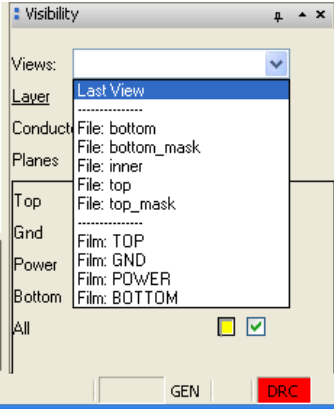 Visibility
Views:
Last View
Layer
--------------
Conduct
File: bottom
File: bottom_mask
Planes
File: inner
File: top
Top
File: top_mask
--------------
Gnd
Film: TOP
Film: GND
Power
Film: POWER
Bottom
Film: BOTTOM
All
GEN
DRC